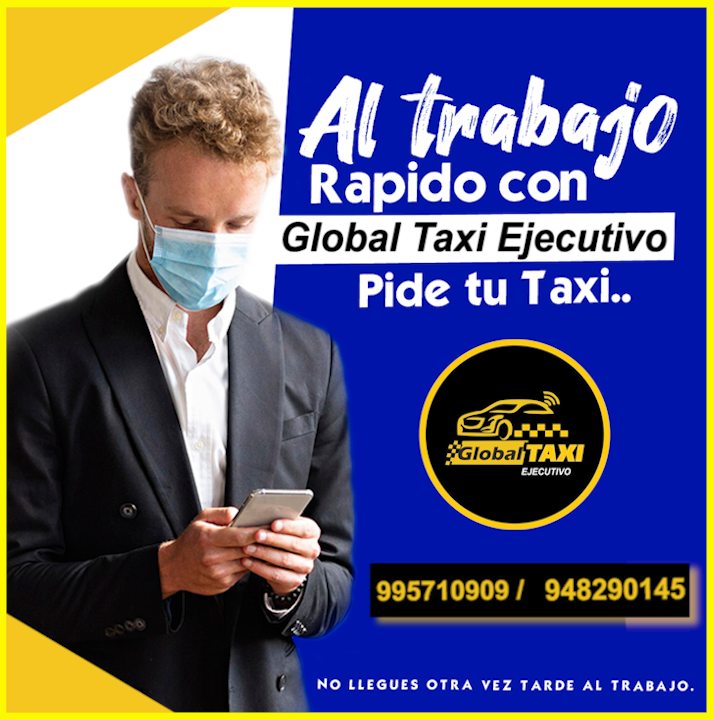 Al trabajo
Rapido con
Global Taxi Ejecutivo
Pide tu Taxi..
Global TAXI
EJECUTIVO
995710909 / 948290145
NO LLEGUES OTRA VEZ TARDE AL TRABAJO.